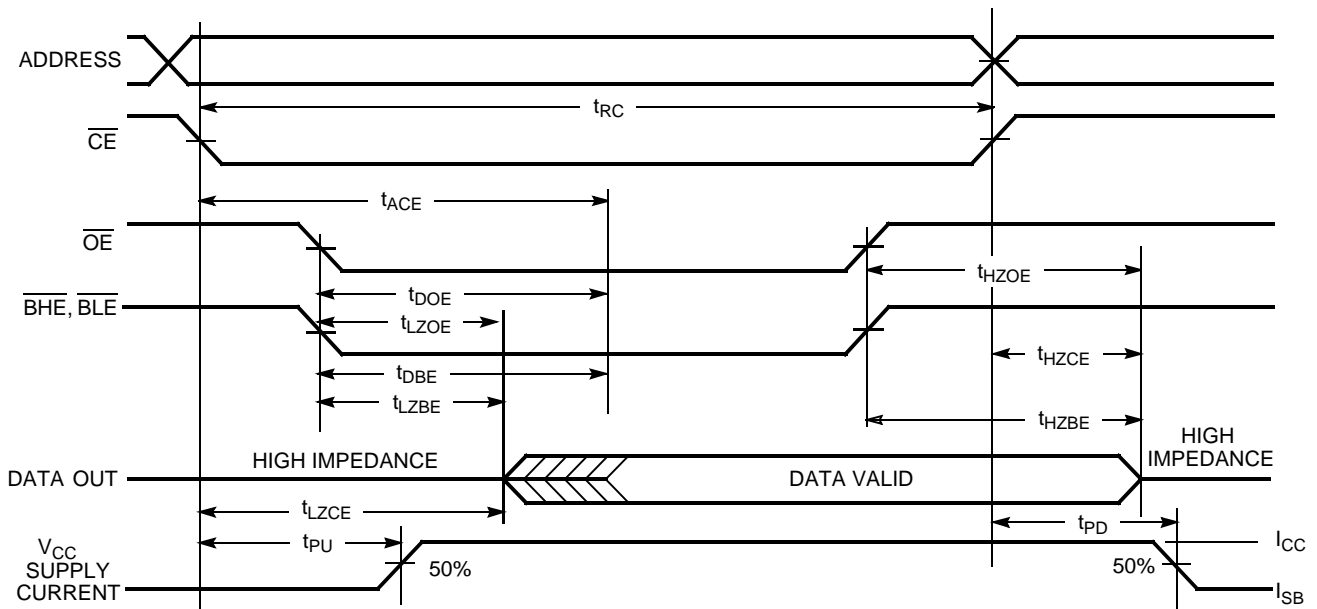 ADDRESS
tRC
CE
tACE
OE
tHZOE
tDOE
BHE, BLE
tLZOE
tHZCE
tDBE
tLZBE
tHZBE
HIGH IMPEDANCE
HIGH
IMPEDANCE
DATA OUT
DATA VALID
tLZCE
tPD
tPU
VCC
SUPPLY
CURRENT
50%
50%
ICC
ISB